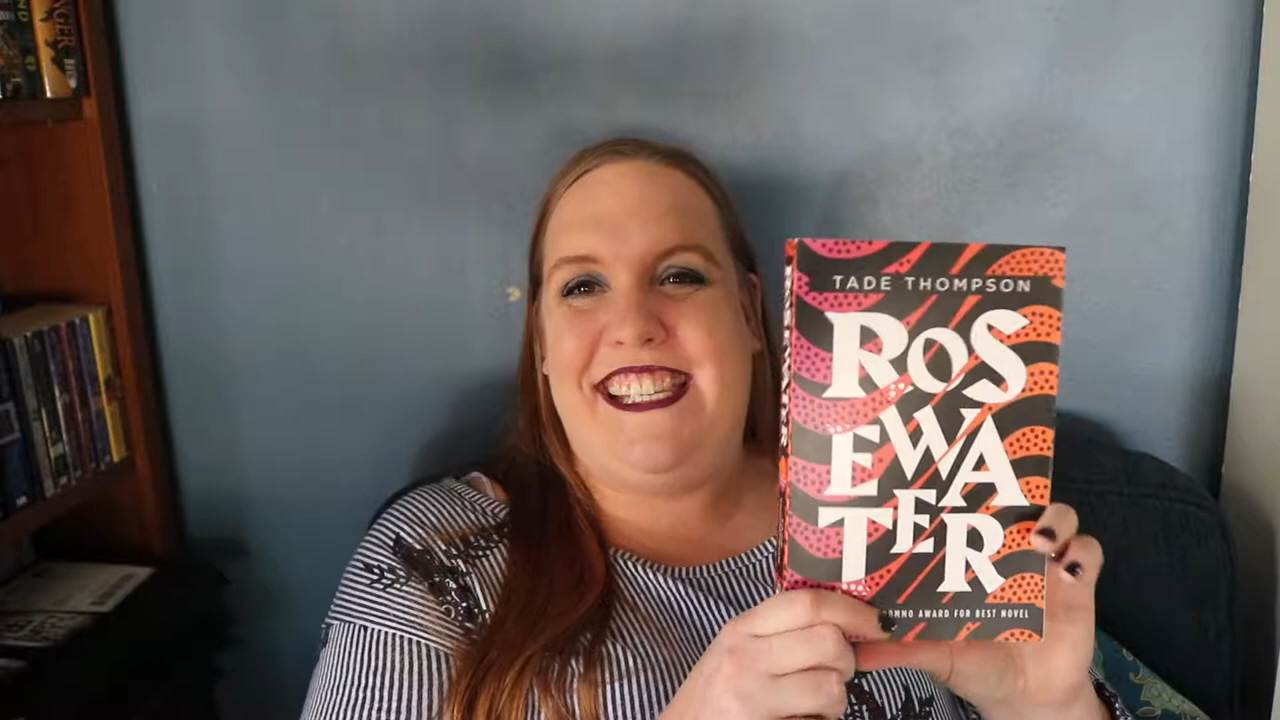 TADE THOMPSON
ROS
EWA
TER
AWARD FOR BEST NOVEL